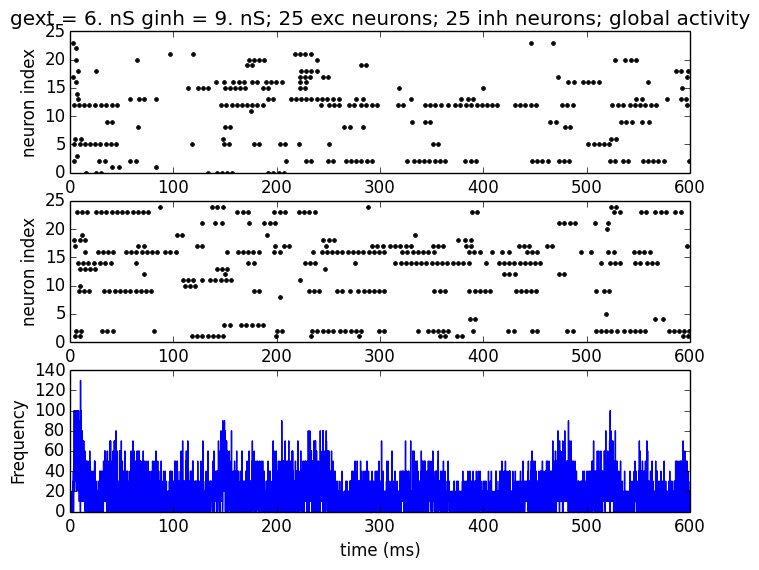 gext = 6. nS ginh = 9. nS; 25 exc neurons; 25 inh neurons; global activity
25
20
15
10
5
0
neuron index
0 100 200 300 400 500 600
25
20
15
10
5
0
neuron index
0 100 200 300 400 500 600
140
120
100
80
60
40
20
0
Frequency
0 100 200 300 400 500 600
time (ms)